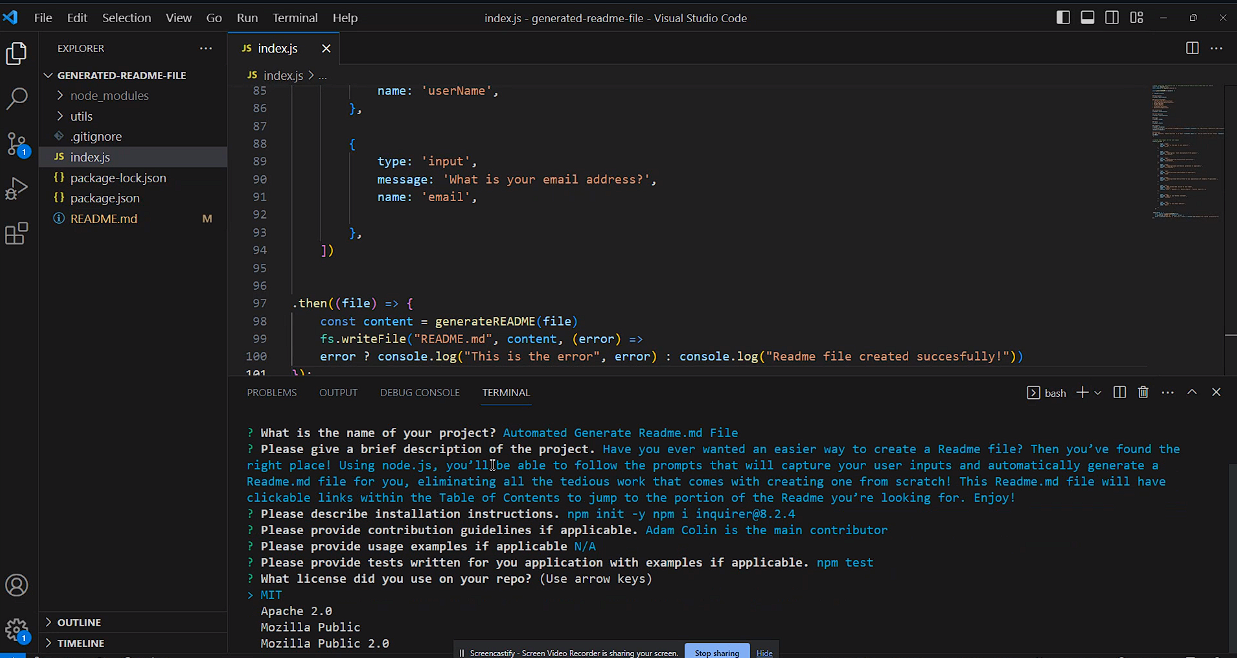 File Edit Selection View Go Run Terminal Help index.js - generated-readme-file - Visual Studio Code
EXPLORER
GENERATED-README-FILE
node_modules
utils
.gitignore
JS index.js
{} package-lock.json
{} package.json
README.md M
OUTLINE
TIMELINE
1
1
JS index.js
JS index.js > ...
85 name: 'userName',
86 },
87
88 {
89 type: 'input',
90 message: 'What is your email address?',
91 name: 'email',
92
93 },
94 ])
95
96
97 .then((file) => {
98 const content = generateREADME(file)
99 fs.writeFile("README.md", content, (error) =>
100 error ? console.log("This is the error", error) : console.log("Readme file created succesfully!"))
101 });
PROBLEMS OUTPUT DEBUG CONSOLE TERMINAL bash
? What is the name of your project? Automated Generate Readme.md File
? Please give a brief description of the project. Have you ever wanted an easier way to create a Readme file? Then you've found the
right place! Using node.js, you'll be able to follow the prompts that will capture your user inputs and automatically generate a
Readme.md file for you, eliminating all the tedious work that comes with creating one from scratch! This Readme.md file will have
clickable links within the Table of Contents to jump to the portion of the Readme you're looking for. Enjoy!
? Please describe installation instructions. npm init -y npm i inquirer@8.2.4
? Please provide contribution guidelines if applicable. Adam Colin is the main contributor
? Please provide usage examples if applicable N/A
? Please provide tests written for you application with examples if applicable. npm test
? What license did you use on your repo? (Use arrow keys)
> MIT
Apache 2.0
Mozilla Public
Mozilla Public 2.0
Screencastify - Screen Video Recorder is sharing your screen. Stop sharing Hide